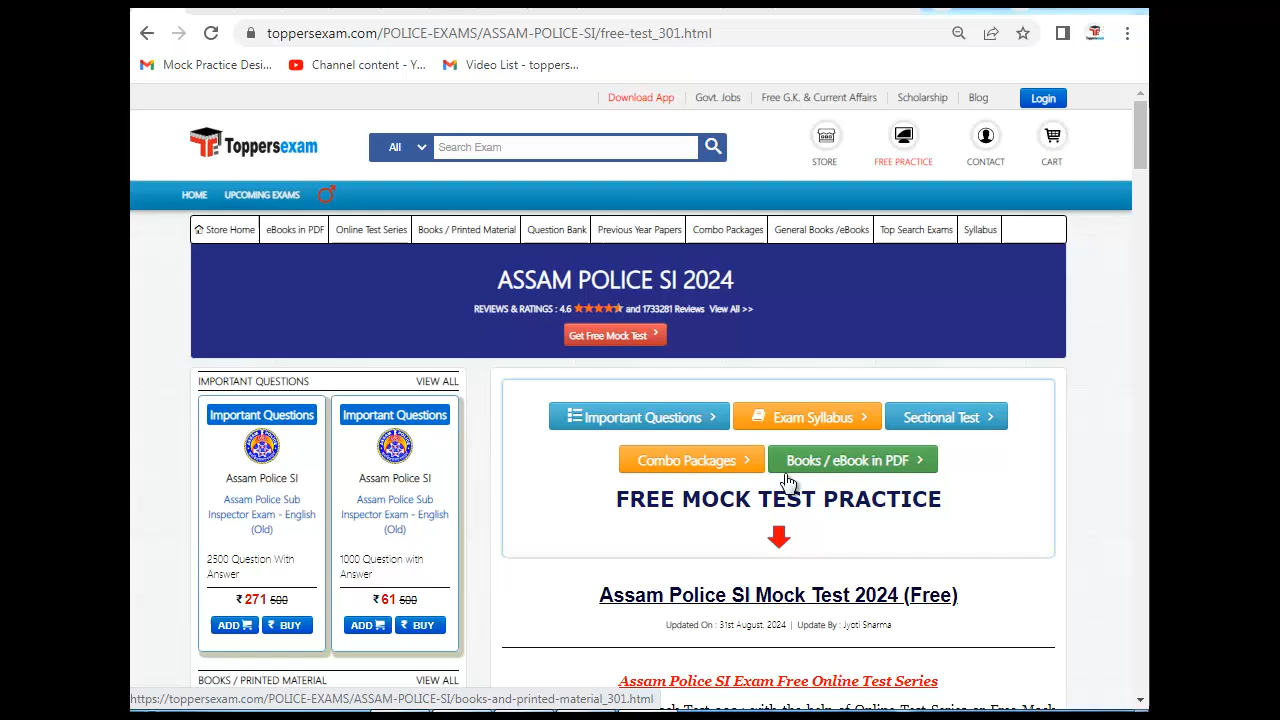 toppersexam.com/POLICE-EXAMS/ASSAM-POLICE-SI/free-test_301.html
Mock Practice Desi...
Channel content - Y...
Video List - toppers...
Download App
Govt. Jobs
Free G.K. & Current Affairs
Scholarship
Blog
Login
Toppersexam
All
Search Exam
STORE
FREE PRACTICE
CONTACT
CART
HOME
UPCOMING EXAMS
Store Home
eBooks in PDF
Online Test Series
Books / Printed Material
Question Bank
Previous Year Papers
Combo Packages
General Books /eBooks
Top Search Exams
Syllabus
ASSAM POLICE SI 2024
REVIEWS & RATINGS : 4.6 and 1733281 Reviews View All >>
Get Free Mock Test
IMPORTANT QUESTIONS VIEW ALL
Important Questions
Assam Police SI
Assam Police Sub
Inspector Exam - English
(Old)
2500 Question With
Answer
₹ 271 500
ADD ₹ BUY
Important Questions
Assam Police SI
Assam Police Sub
Inspector Exam - English
(Old)
1000 Question with
Answer
₹ 61 500
ADD ₹ BUY
BOOKS / PRINTED MATERIAL VIEW ALL
Important Questions
Exam Syllabus
Sectional Test
Combo Packages
Books / eBook in PDF
FREE MOCK TEST PRACTICE
Assam Police SI Mock Test 2024 (Free)
Updated On : 31st August, 2024 | Update By : Jyoti Sharma
Assam Police SI Exam Free Online Test Series
https://toppersexam.com/POLICE-EXAMS/ASSAM-POLICE-SI/books-and-printed-material_301.html